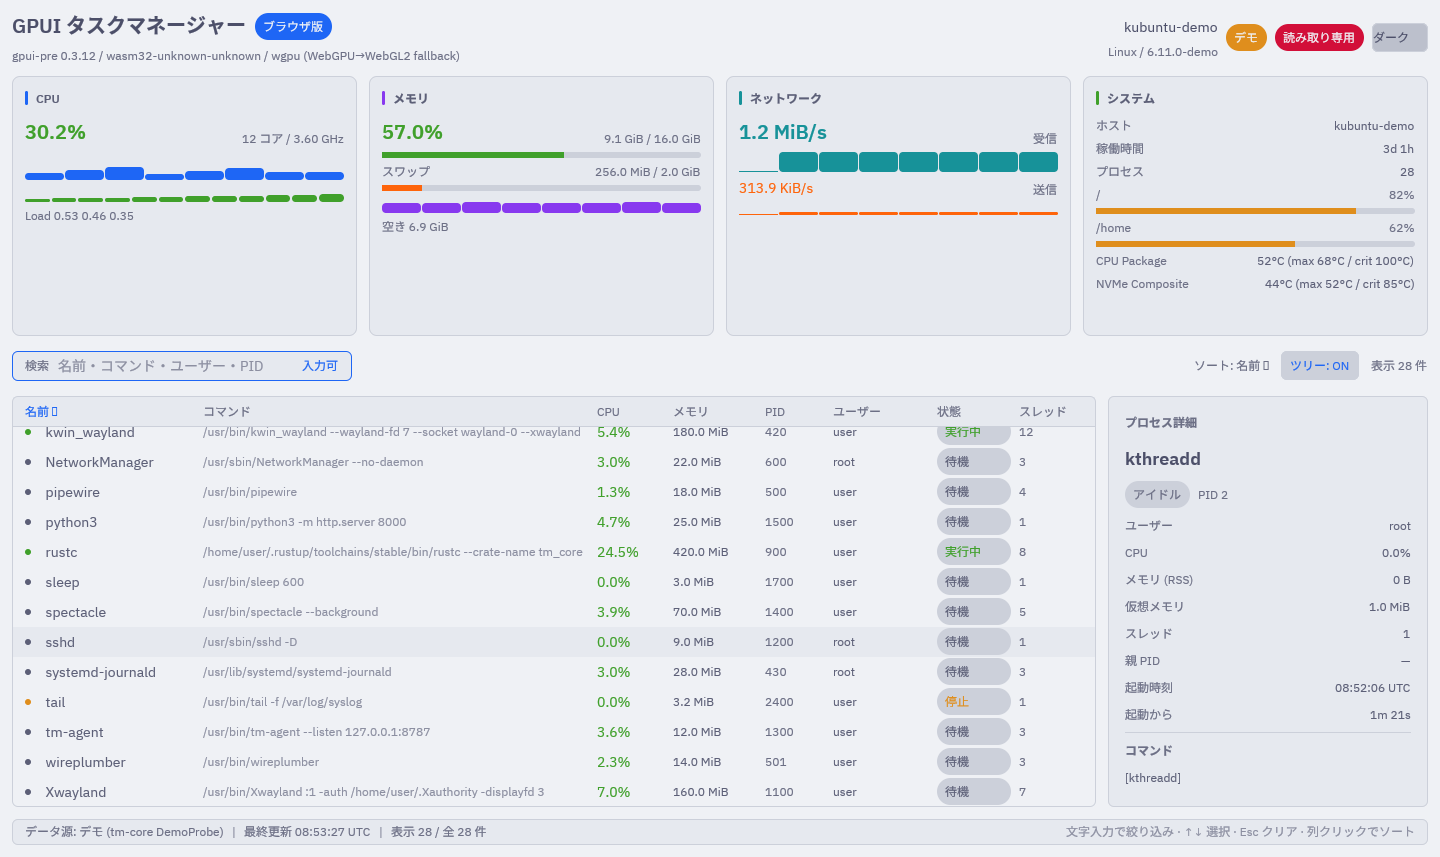 GPUI タスクマネージャー ブラウザ版
gpui-pre 0.3.12 / wasm32-unknown-unknown / wgpu (WebGPU→WebGL2 fallback)
kubuntu-demo
Linux / 6.11.0-demo
デモ 読み取り専用 ダーク
CPU
30.2% 12 コア / 3.60 GHz
Load 0.53 0.46 0.35
メモリ
57.0% 9.1 GiB / 16.0 GiB
スワップ 256.0 MiB / 2.0 GiB
空き 6.9 GiB
ネットワーク
1.2 MiB/s 受信
313.9 KiB/s 送信
システム
ホスト kubuntu-demo
稼働時間 3d 1h
プロセス 28
/ 82%
/home 62%
CPU Package 52°C (max 68°C / crit 100°C)
NVMe Composite 44°C (max 52°C / crit 85°C)
検索 名前・コマンド・ユーザー・PID 入力可
ソート: 名前 ツリー: ON 表示 28 件
名前 コマンド CPU メモリ PID ユーザー 状態 スレッド
kwin_wayland /usr/bin/kwin_wayland --wayland-fd 7 --socket wayland-0 --xwayland 5.4% 180.0 MiB 420 user 実行中 12
NetworkManager /usr/sbin/NetworkManager --no-daemon 3.0% 22.0 MiB 600 root 待機 3
pipewire /usr/bin/pipewire 1.3% 18.0 MiB 500 user 待機 4
python3 /usr/bin/python3 -m http.server 8000 4.7% 25.0 MiB 1500 user 待機 1
rustc /home/user/.rustup/toolchains/stable/bin/rustc --crate-name tm_core 24.5% 420.0 MiB 900 user 実行中 8
sleep /usr/bin/sleep 600 0.0% 3.0 MiB 1700 user 待機 1
spectacle /usr/bin/spectacle --background 3.9% 70.0 MiB 1400 user 待機 5
sshd /usr/sbin/sshd -D 0.0% 9.0 MiB 1200 root 待機 1
systemd-journald /usr/lib/systemd/systemd-journald 3.0% 28.0 MiB 430 root 待機 3
tail /usr/bin/tail -f /var/log/syslog 0.0% 3.2 MiB 2400 user 停止 1
tm-agent /usr/bin/tm-agent --listen 127.0.0.1:8787 3.6% 12.0 MiB 1300 user 待機 3
wireplumber /usr/bin/wireplumber 2.3% 14.0 MiB 501 user 待機 3
Xwayland /usr/bin/Xwayland :1 -auth /home/user/.Xauthority -displayfd 3 7.0% 160.0 MiB 1100 user 待機 7
プロセス詳細
kthreadd
アイドル PID 2
ユーザー root
CPU 0.0%
メモリ (RSS) 0 B
仮想メモリ 1.0 MiB
スレッド 1
親 PID —
起動時刻 08:52:06 UTC
起動から 1m 21s
コマンド
[kthreadd]
データ源: デモ (tm-core DemoProbe) | 最終更新 08:53:27 UTC | 表示 28 / 全 28 件
文字入力で絞り込み · ↑↓ 選択 · Esc クリア · 列クリックでソート